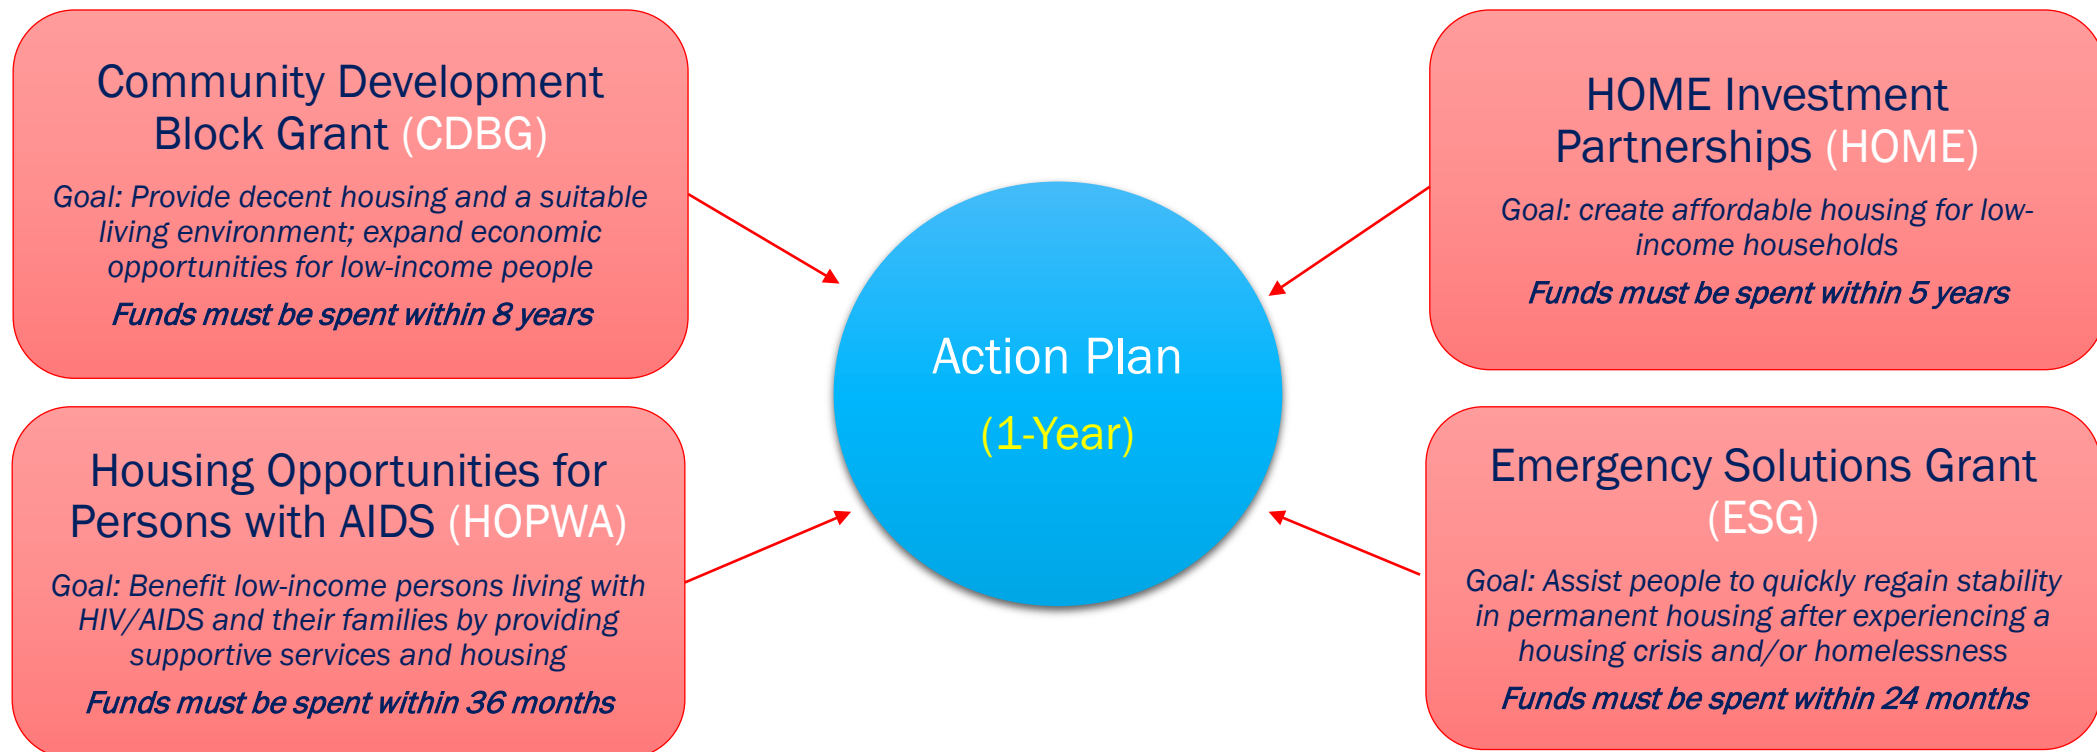 Community Development
Block Grant (CDBG)
Goal: Provide decent housing and a suitable
living environment; expand economic
opportunities for low-income people
Funds must be spent within 8 years
HOME Investment
Partnerships (HOME)
Goal: create affordable housing for low-
income households
Funds must be spent within 5 years
Action Plan
(1-Year)
Housing Opportunities for
Persons with AIDS (HOPWA)
Goal: Benefit low-income persons living with
HIV/AIDS and their families by providing
supportive services and housing
Funds must be spent within 36 months
Emergency Solutions Grant
(ESG)
Goal: Assist people to quickly regain stability
in permanent housing after experiencing a
housing crisis and/or homelessness
Funds must be spent within 24 months